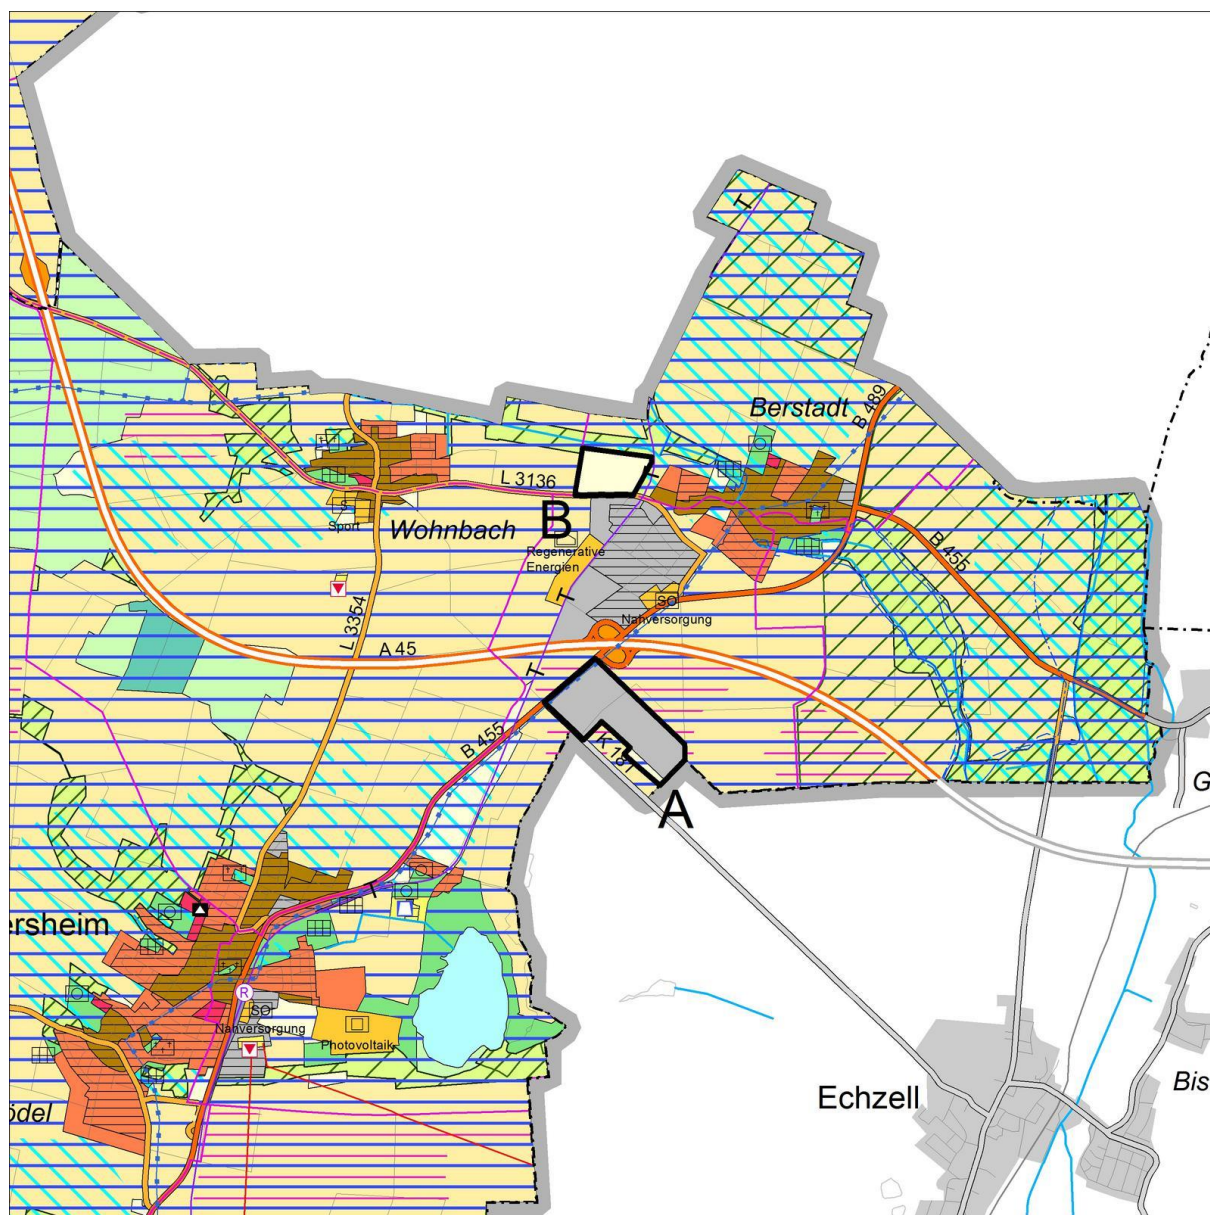 Berstadt
B 489
L 3136
B
Wohnbach
S
Sport
Regenerative
Energien
B 455
SO
Nahversorgung
L 3354
A 45
B 455
K 181
A
G
ersheim
R
SO
Nahversorgung
Photovoltaik
Echzell
Bis
ödel